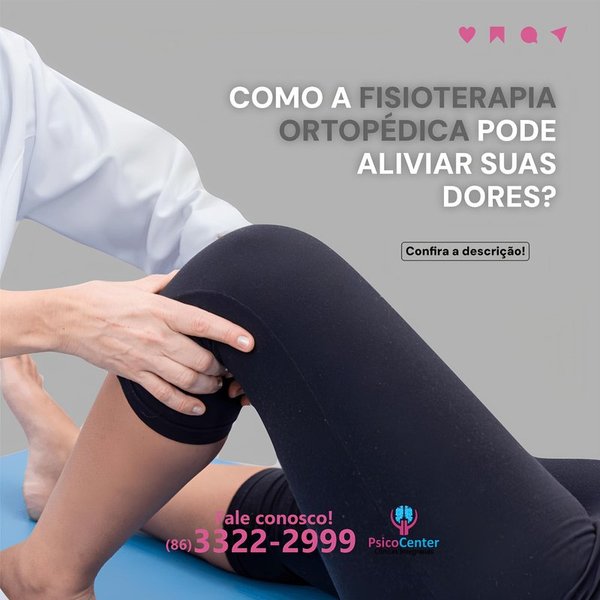 COMO A FISIOTERAPIA
ORTOPÉDICA PODE
ALIVIAR SUAS
DORES?
Confira a descrição!
Fale conosco!
(86)3322-2999
PsicoCenter